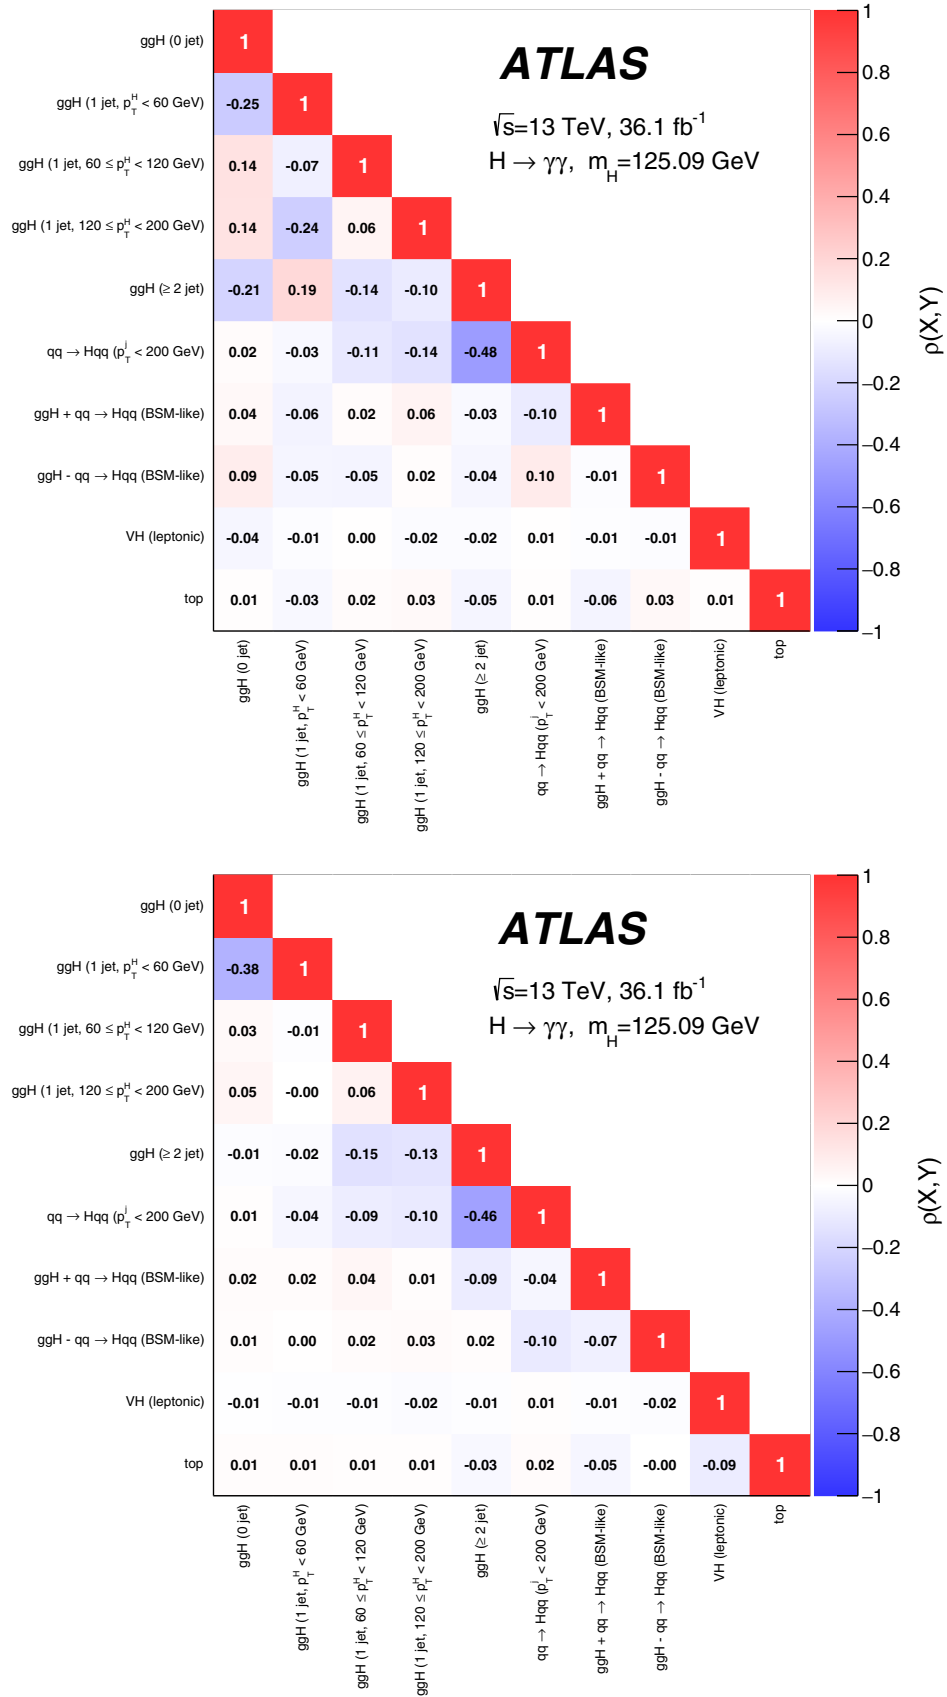 ggH (0 jet) 1 ATLAS 1
ggH (1 jet, p_T^H < 60 GeV) -0.25 1 √s=13 TeV, 36.1 fb⁻¹ 0.8
H → γγ, m_H=125.09 GeV 0.6
ggH (1 jet, 60 ≤ p_T^H < 120 GeV) 0.14 -0.07 1
ggH (1 jet, 120 ≤ p_T^H < 200 GeV) 0.14 -0.24 0.06 1 0.4
0.2
ggH (≥ 2 jet) -0.21 0.19 -0.14 -0.10 1
0 ρ(X,Y)
qq → Hqq (p_T^j < 200 GeV) 0.02 -0.03 -0.11 -0.14 -0.48 1
−0.2
ggH + qq → Hqq (BSM-like) 0.04 -0.06 0.02 0.06 -0.03 -0.10 1
−0.4
ggH - qq → Hqq (BSM-like) 0.09 -0.05 -0.05 0.02 -0.04 0.10 -0.01 1
−0.6
VH (leptonic) -0.04 -0.01 0.00 -0.02 -0.02 0.01 -0.01 -0.01 1
−0.8
top 0.01 -0.03 0.02 0.03 -0.05 0.01 -0.06 0.03 0.01 1
−1
ggH (0 jet)
ggH (1 jet, p_T^H < 60 GeV)
ggH (1 jet, 60 ≤ p_T^H < 120 GeV)
ggH (1 jet, 120 ≤ p_T^H < 200 GeV)
ggH (≥ 2 jet)
qq → Hqq (p_T^j < 200 GeV)
ggH + qq → Hqq (BSM-like)
ggH - qq → Hqq (BSM-like)
VH (leptonic)
top
ggH (0 jet) 1 ATLAS 1
ggH (1 jet, p_T^H < 60 GeV) -0.38 1 √s=13 TeV, 36.1 fb⁻¹ 0.8
H → γγ, m_H=125.09 GeV 0.6
ggH (1 jet, 60 ≤ p_T^H < 120 GeV) 0.03 -0.01 1
ggH (1 jet, 120 ≤ p_T^H < 200 GeV) 0.05 -0.00 0.06 1 0.4
0.2
ggH (≥ 2 jet) -0.01 -0.02 -0.15 -0.13 1
0 ρ(X,Y)
qq → Hqq (p_T^j < 200 GeV) 0.01 -0.04 -0.09 -0.10 -0.46 1
−0.2
ggH + qq → Hqq (BSM-like) 0.02 0.02 0.04 0.01 -0.09 -0.04 1
−0.4
ggH - qq → Hqq (BSM-like) 0.01 0.00 0.02 0.03 0.02 -0.10 -0.07 1
−0.6
VH (leptonic) -0.01 -0.01 -0.01 -0.02 -0.01 0.01 -0.01 -0.02 1
−0.8
top 0.01 0.01 0.01 0.01 -0.03 0.02 -0.05 -0.00 -0.09 1
−1
ggH (0 jet)
ggH (1 jet, p_T^H < 60 GeV)
ggH (1 jet, 60 ≤ p_T^H < 120 GeV)
ggH (1 jet, 120 ≤ p_T^H < 200 GeV)
ggH (≥ 2 jet)
qq → Hqq (p_T^j < 200 GeV)
ggH + qq → Hqq (BSM-like)
ggH - qq → Hqq (BSM-like)
VH (leptonic)
top